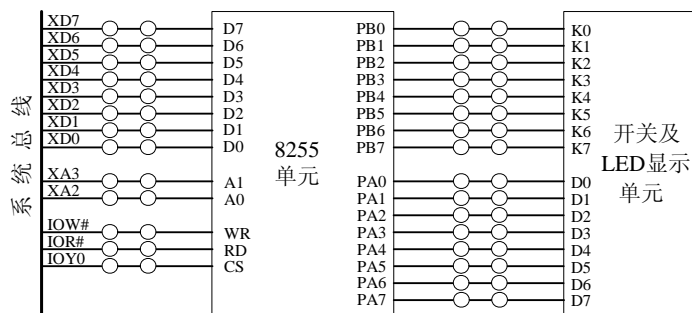 系统总线
XD7
XD6
XD5
XD4
XD3
XD2
XD1
XD0
XA3
XA2
IOW#
IOR#
IOY0
D7
D6
D5
D4
D3
D2
D1
D0
A1
A0
WR
RD
CS
8255
单元
PB0
PB1
PB2
PB3
PB4
PB5
PB6
PB7
PA0
PA1
PA2
PA3
PA4
PA5
PA6
PA7
K0
K1
K2
K3
K4
K5
K6
K7
D0
D1
D2
D3
D4
D5
D6
D7
开关及
LED显示
单元